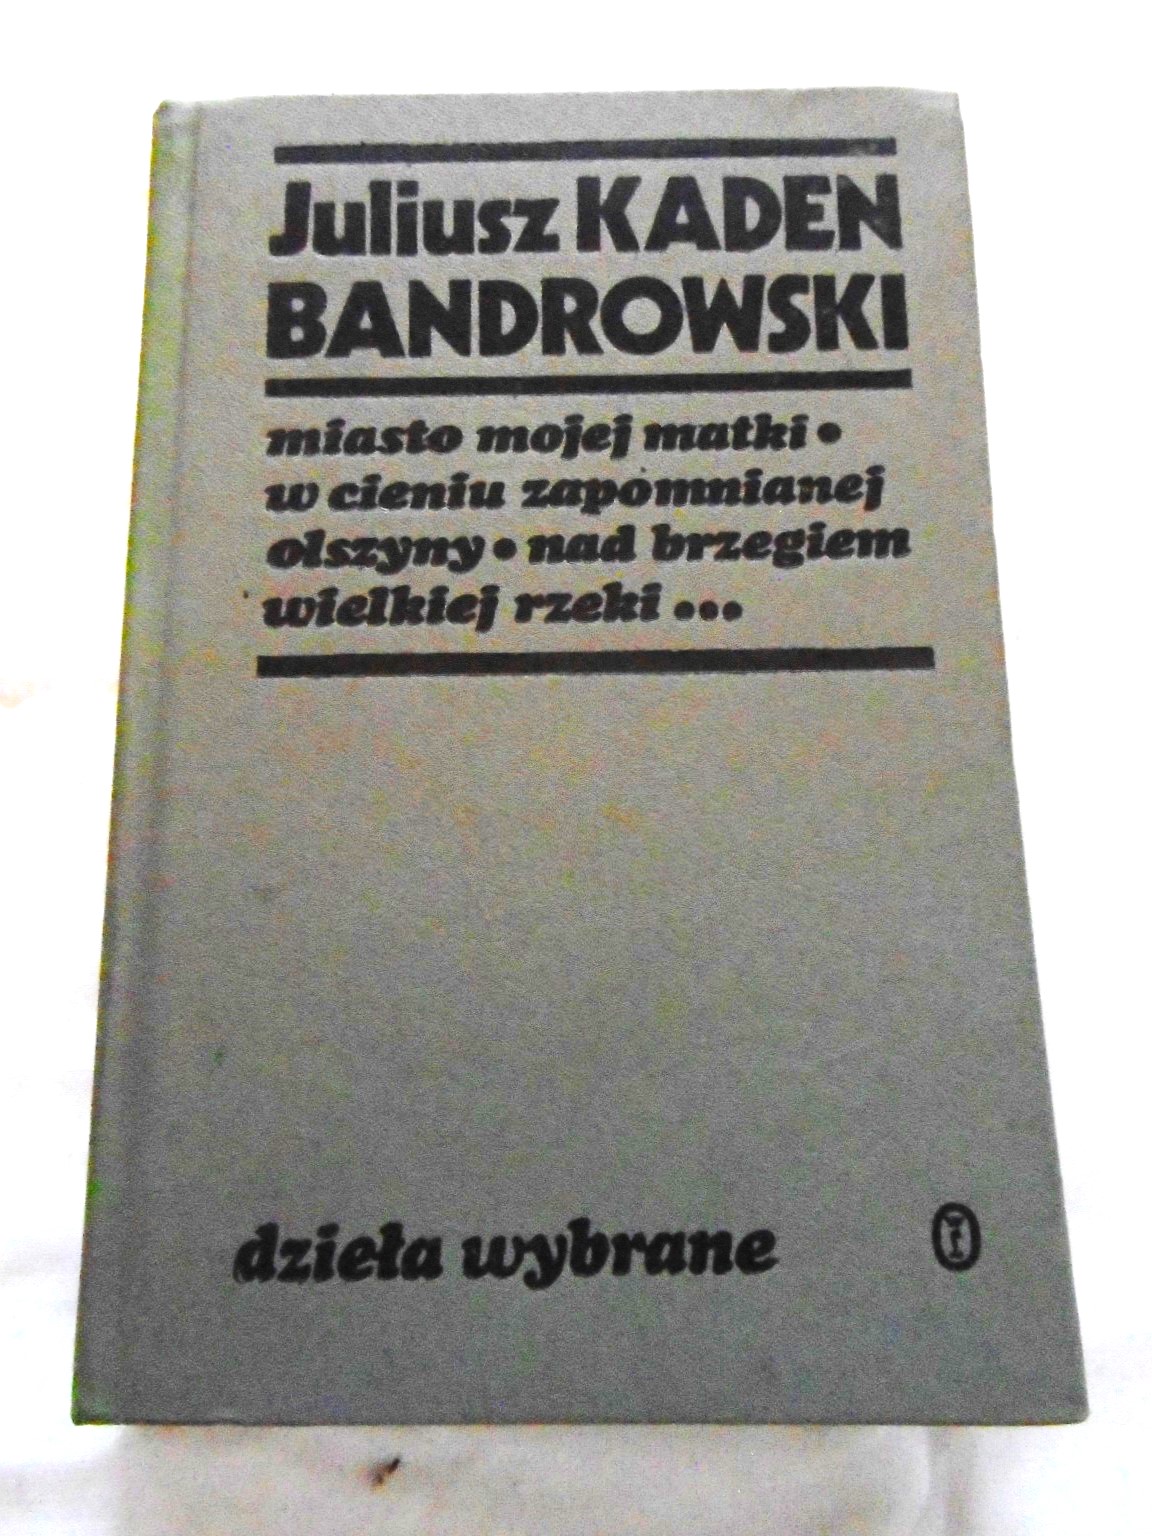 Juliusz KADEN
BANDROWSKI
miasto mojej matki •
w cieniu zapomnianej
olszyny • nad brzegiem
wielkiej rzeki ...
dzieła wybrane